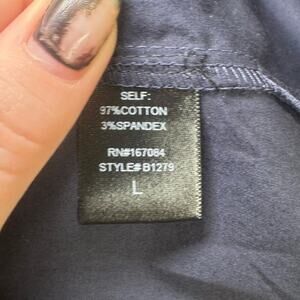 SELF:
97%COTTON
3%SPANDEX
RN#167084
STYLE# B1279
L